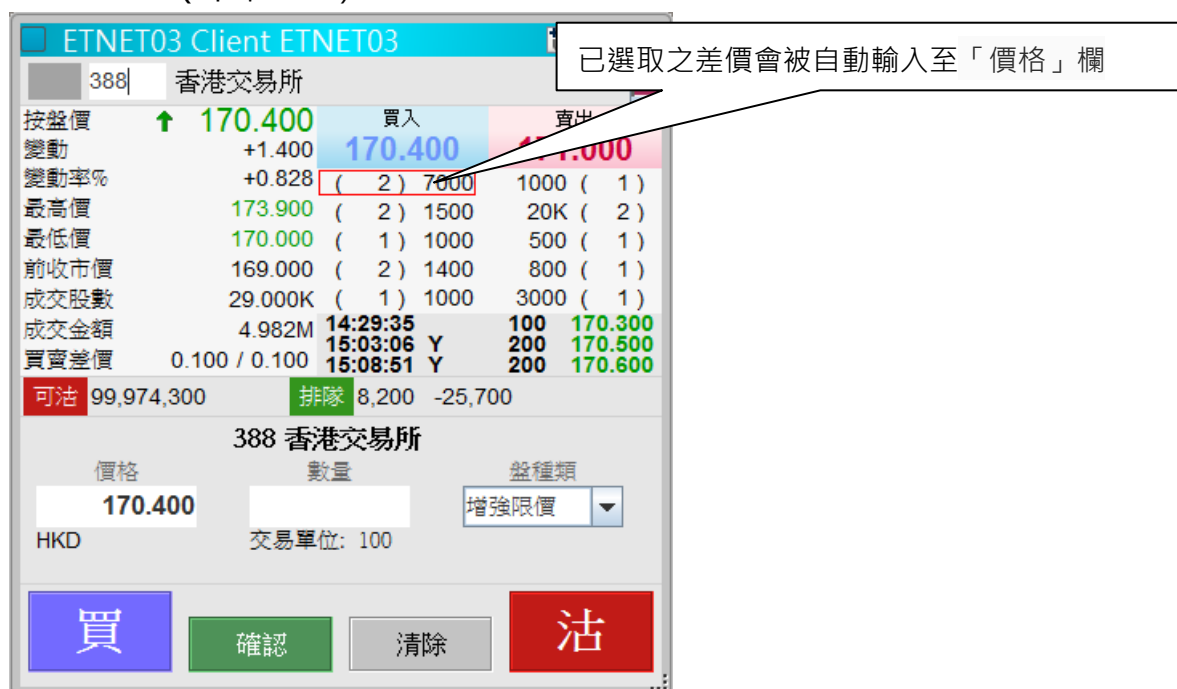 ETNET03 Client ETNET03
已選取之差價會被自動輸入至「價格」欄
388 香港交易所
按盤價 170.400 買入 賣出
變動 +1.400 170.400
變動率% +0.828 ( 2 ) 7000 1000 ( 1 )
最高價 173.900 ( 2 ) 1500 20K ( 2 )
最低價 170.000 ( 1 ) 1000 500 ( 1 )
前收市價 169.000 ( 2 ) 1400 800 ( 1 )
成交股數 29.000K ( 1 ) 1000 3000 ( 1 )
成交金額 4.982M 14:29:35 100 170.300
15:03:06 Y 200 170.500
買賣差價 0.100 / 0.100 15:08:51 Y 200 170.600
可沽 99,974,300 排隊 8,200 -25,700
388 香港交易所
價格 數量 盤種類
170.400 增強限價
HKD 交易單位: 100
買 確認 清除 沽